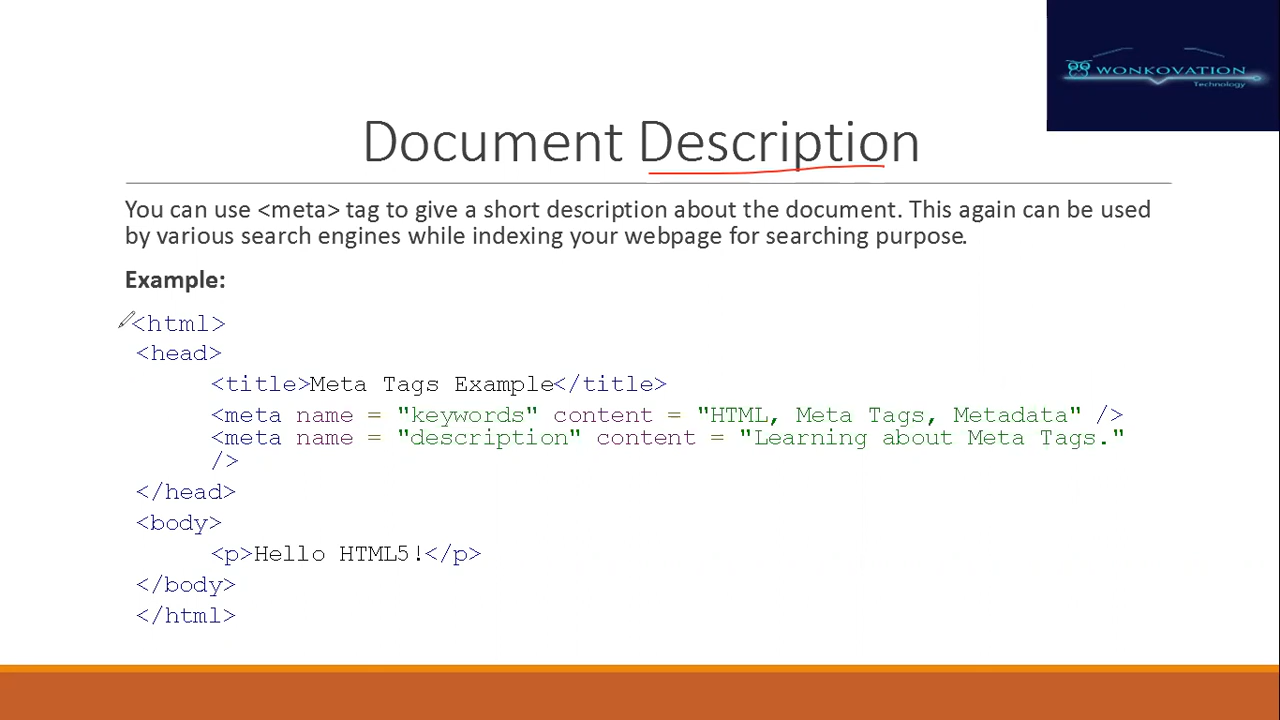 WONKOVATION
Technology
Document Description
You can use <meta> tag to give a short description about the document. This again can be used
by various search engines while indexing your webpage for searching purpose.
Example:
<html>
<head>
<title>Meta Tags Example</title>
<meta name = "keywords" content = "HTML, Meta Tags, Metadata" />
<meta name = "description" content = "Learning about Meta Tags."
/>
</head>
<body>
<p>Hello HTML5!</p>
</body>
</html>